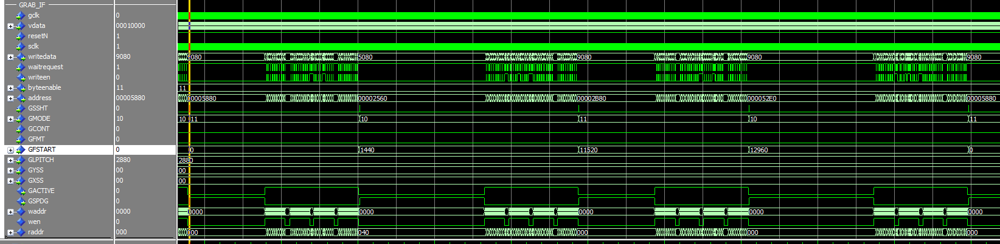 GRAB_IF
gclk 0
vdata 00010000
resetN 1
sclk 1
writedata 9080 9080 5080 9080 9080 9080
waitrequest 1
writeen 0
byteenable 11 11
address 00005880 00005880 00002560 00002B80 000052E0 00005880
GSSHT 0
GMODE 10 10 11 10 11 10 11
GCONT 0
GFMT 0
GFSTART 0 0 1440 11520 12960 0
GLPITCH 2880 2880
GYSS 00 00
GXSS 00 00
GACTIVE 0
GSPDG 0
waddr 0000 0000 0000 0000 0000 0000
wen 0
raddr 000 000 040 000 000 000